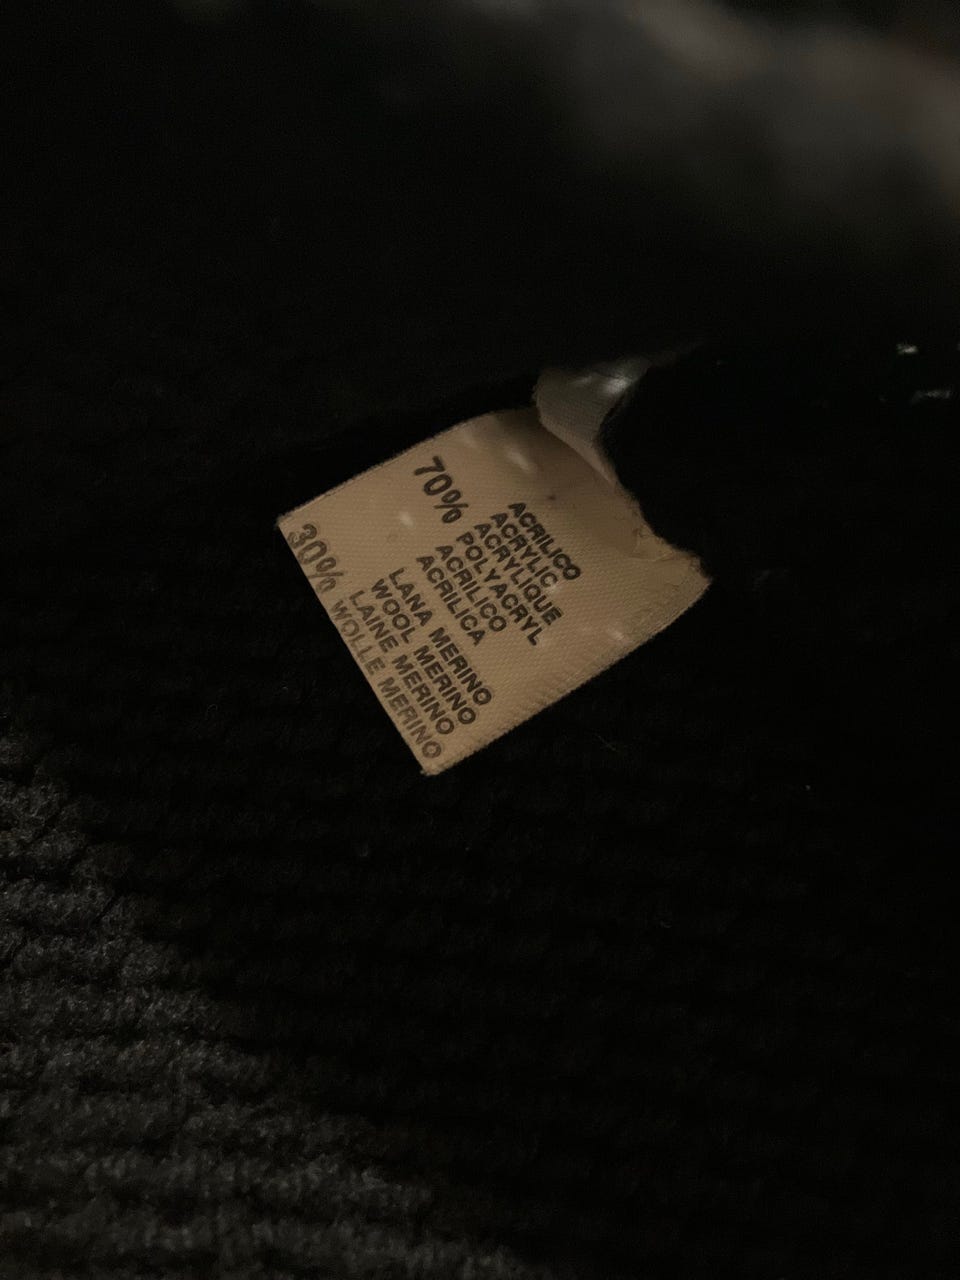 ACRILICO
ACRYLIC
70% ACRYLIQUE
POLYACRYL
ACRILICO
ACRILICA
LANA MERINO
WOOL MERINO
LAINE MERINO
30% WOLLE MERINO